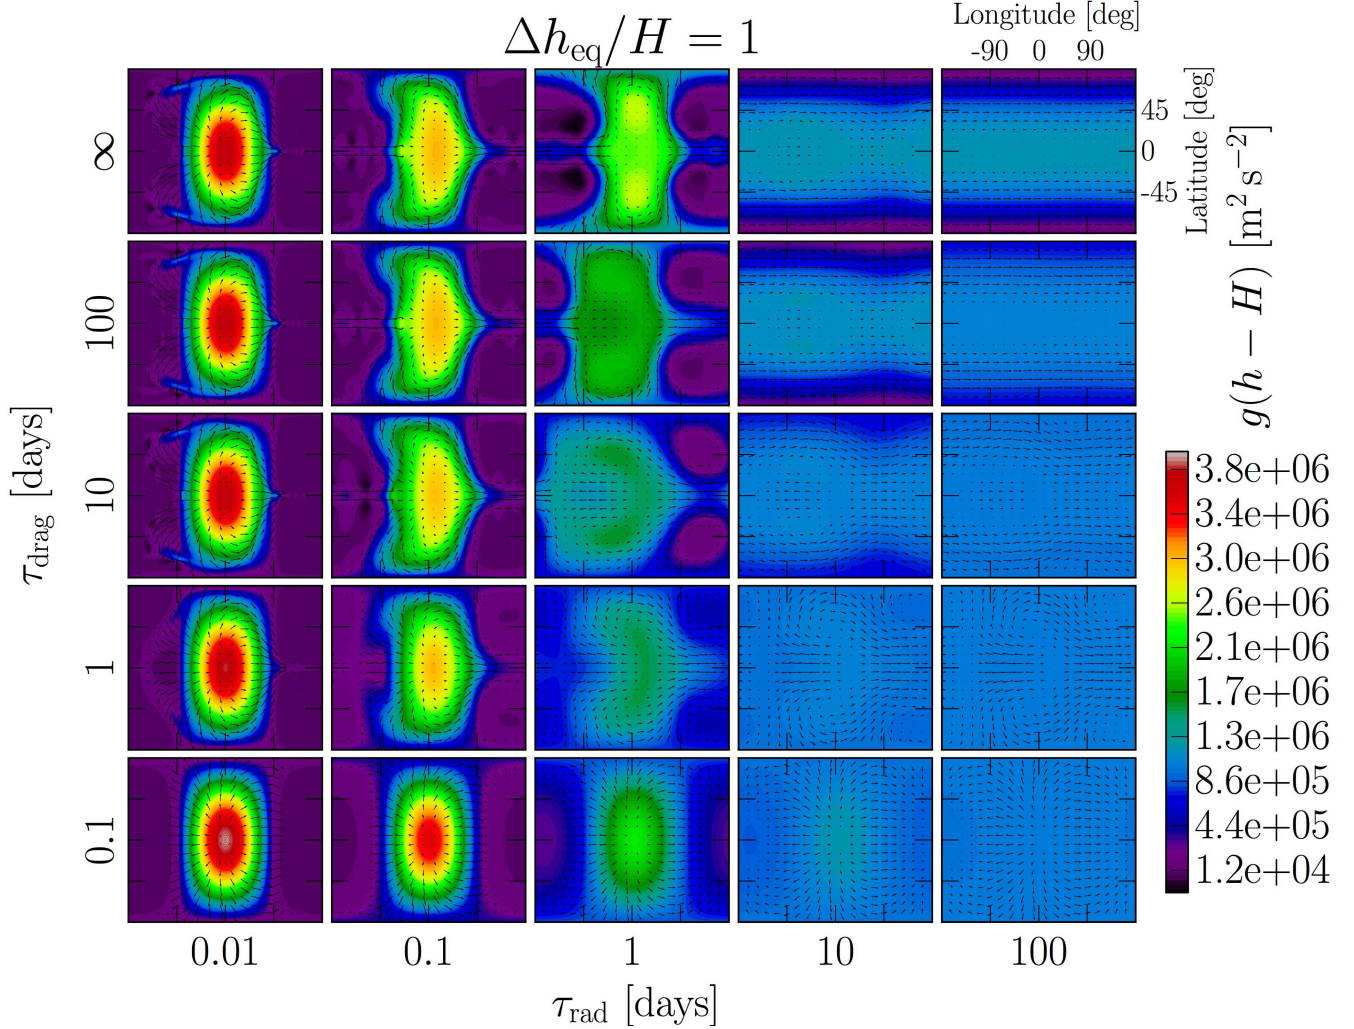 Δh_eq/H = 1
Longitude [deg]
-90 0 90
45
0
-45
Latitude [deg]
g(h − H) [m² s⁻²]
∞
100
10
1
0.1
τ_drag [days]
3.8e+06
3.4e+06
3.0e+06
2.6e+06
2.1e+06
1.7e+06
1.3e+06
8.6e+05
4.4e+05
1.2e+04
0.01 0.1 1 10 100
τ_rad [days]